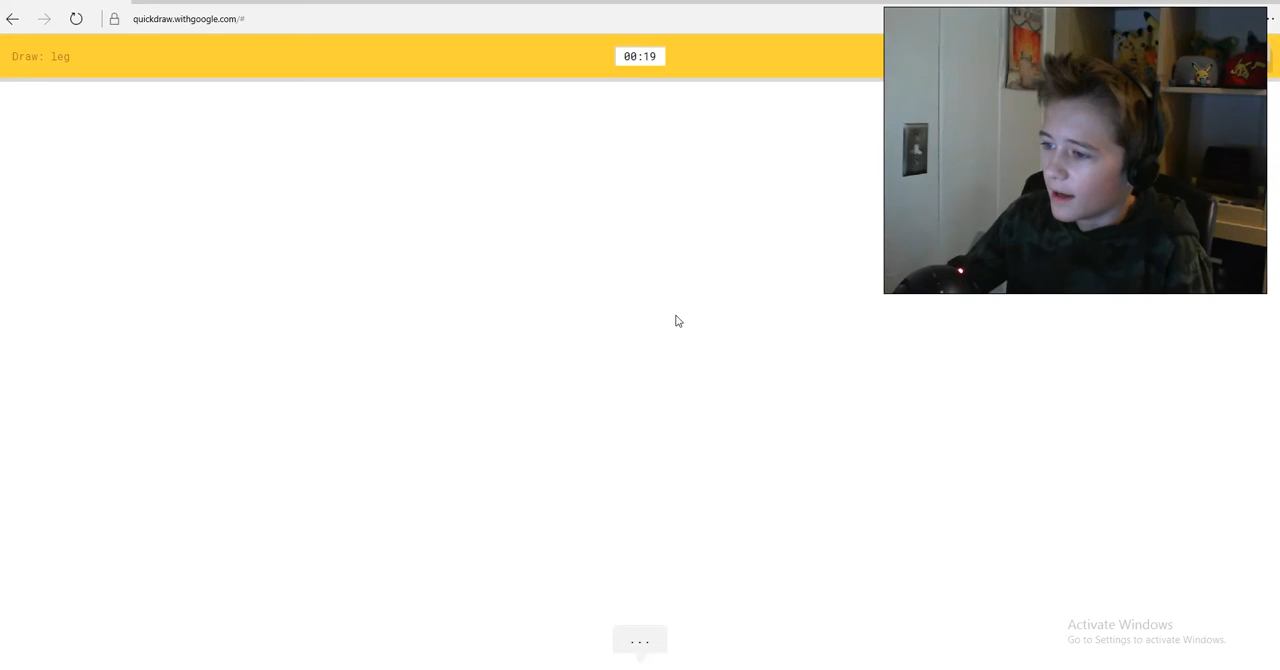 quickdraw.withgoogle.com/#
Draw: leg
00:19
...
Activate Windows
Go to Settings to activate Windows.